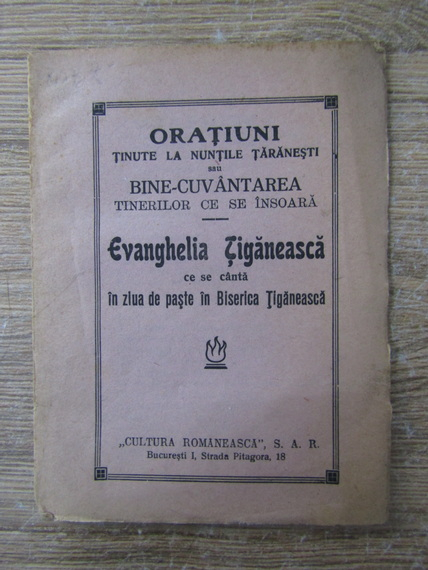 ORAȚIUNI
ȚINUTE LA NUNȚILE ȚĂRĂNEȘTI
sau
BINE-CUVÂNTAREA
TINERILOR CE SE ÎNSOARĂ
Evanghelia Țigănească
ce se cântă
în ziua de paște în Biserica Țigănească
„CULTURA ROMÂNEASCĂ”, S. A. R.
București I, Strada Pitagora, 18